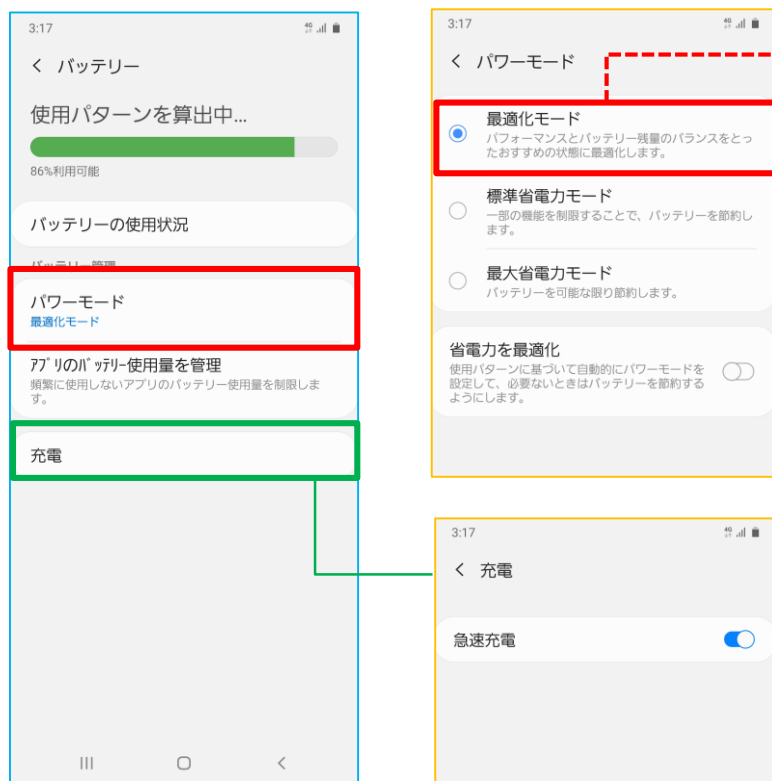 3:17
4G
バッテリー
使用パターンを算出中...
86%利用可能
バッテリーの使用状況
バッテリー管理
パワーモード
最適化モード
アプリのバッテリー使用量を管理
頻繁に使用しないアプリのバッテリー使用量を制限しま
す。
充電
3:17
4G
パワーモード
最適化モード
パフォーマンスとバッテリー残量のバランスをとっ
たおすすめの状態に最適化します。
標準省電力モード
一部の機能を制限することで、バッテリーを節約し
ます。
最大省電力モード
バッテリーを可能な限り節約します。
省電力を最適化
使用パターンに基づいて自動的にパワーモードを
設定して、必要ないときはバッテリーを節約する
ようにします。
3:17
4G
充電
急速充電